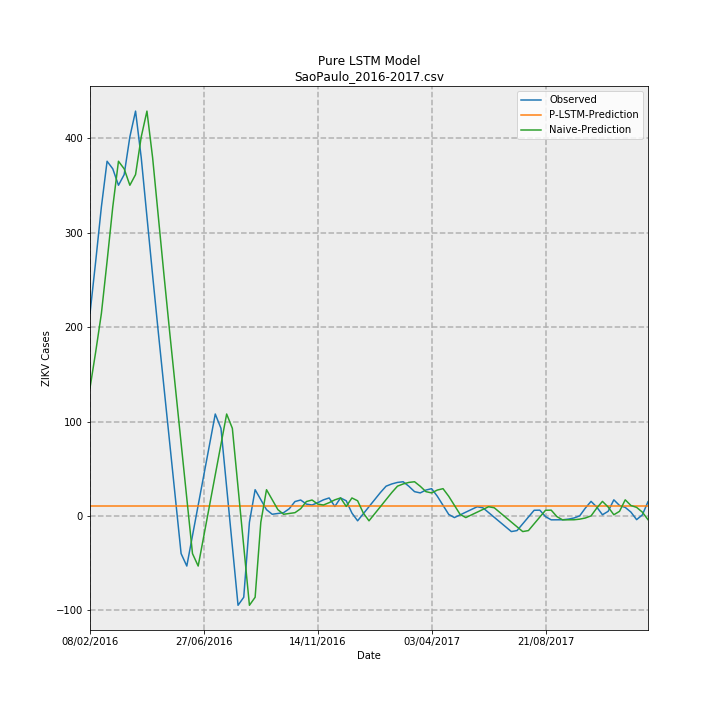 Pure LSTM Model
SaoPaulo_2016-2017.csv
Observed
P-LSTM-Prediction
Naive-Prediction
400
300
200
100
0
−100
ZIKV Cases
08/02/2016 27/06/2016 14/11/2016 03/04/2017 21/08/2017
Date